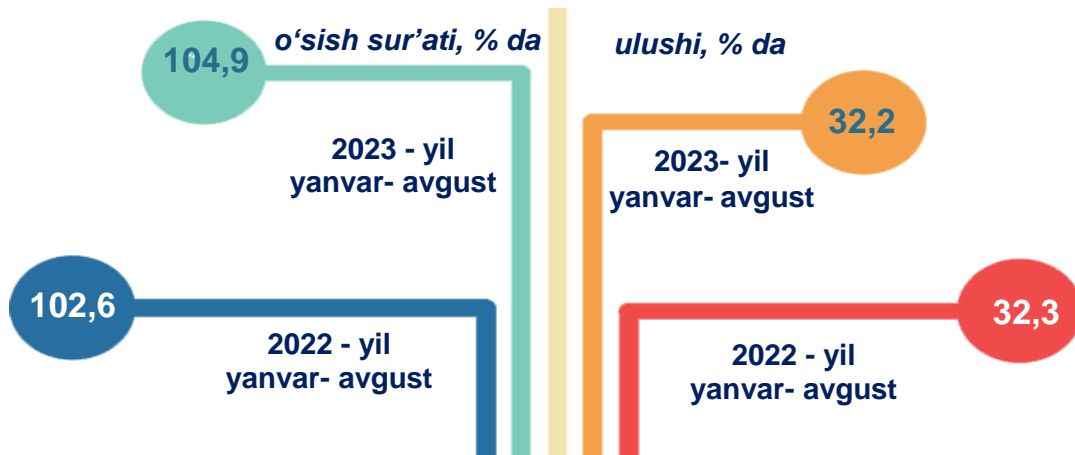 o‘sish sur’ati, % da
104,9
2023 - yil
yanvar- avgust
102,6
2022 - yil
yanvar- avgust
ulushi, % da
32,2
2023- yil
yanvar- avgust
32,3
2022 - yil
yanvar- avgust